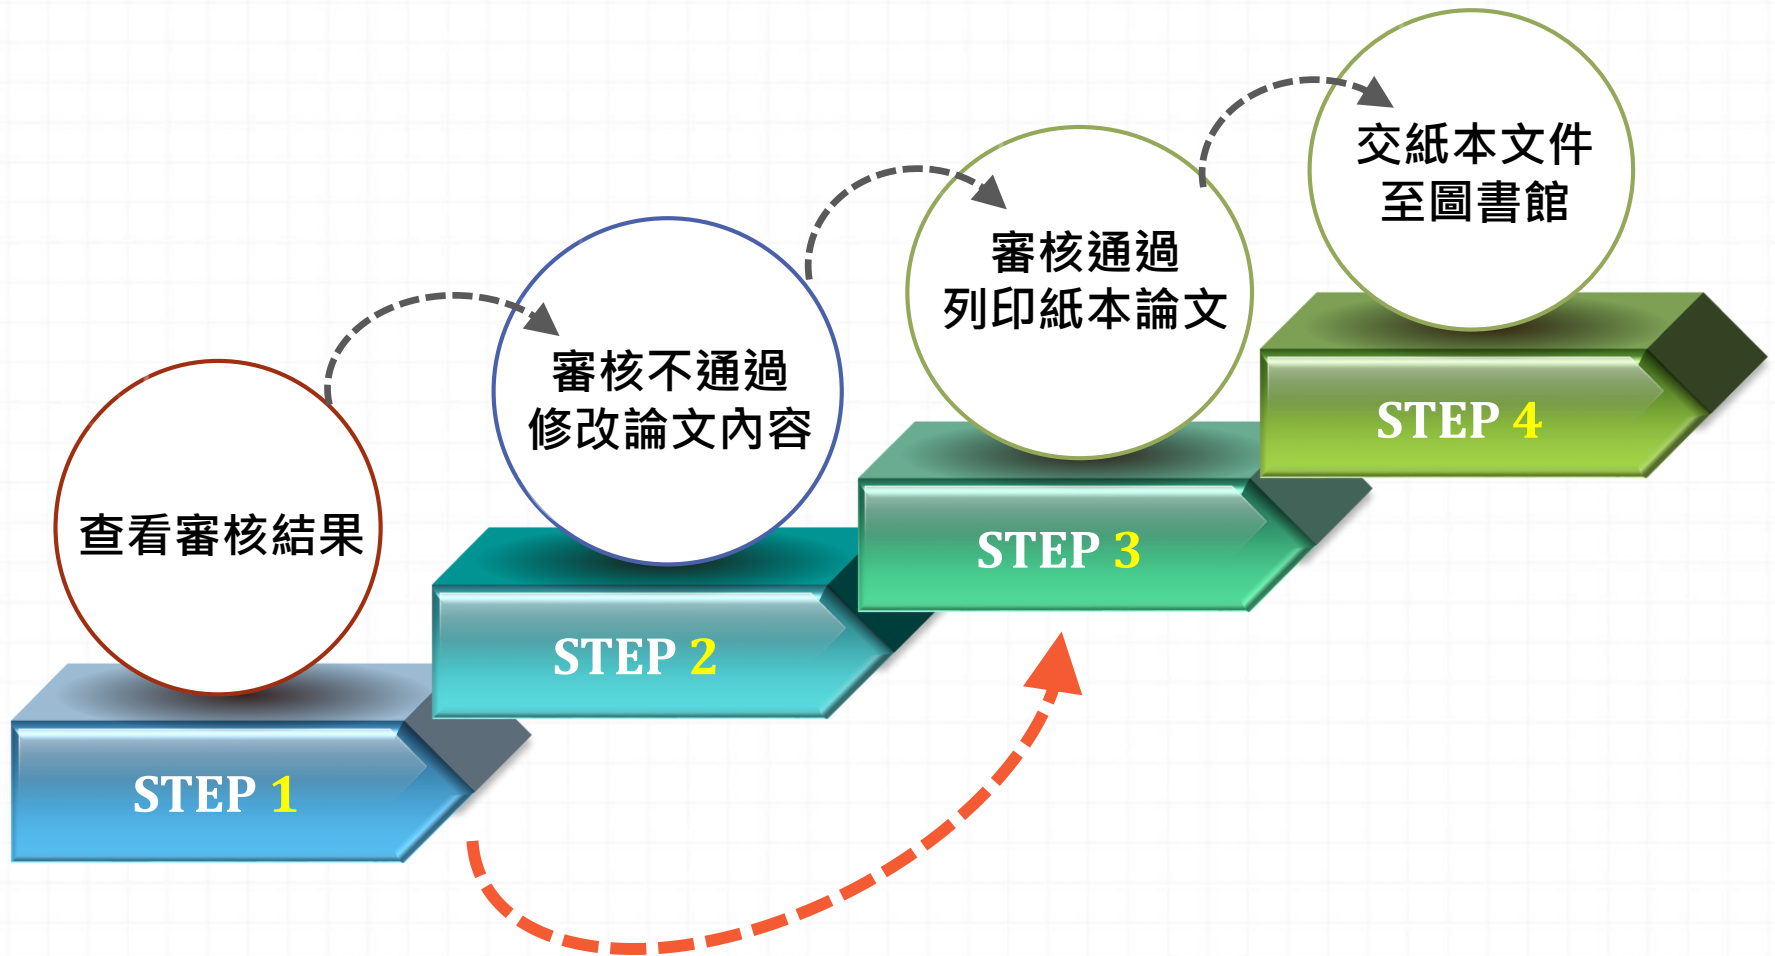 查看審核結果
STEP 1
審核不通過
修改論文內容
STEP 2
審核通過
列印紙本論文
STEP 3
交紙本文件
至圖書館
STEP 4